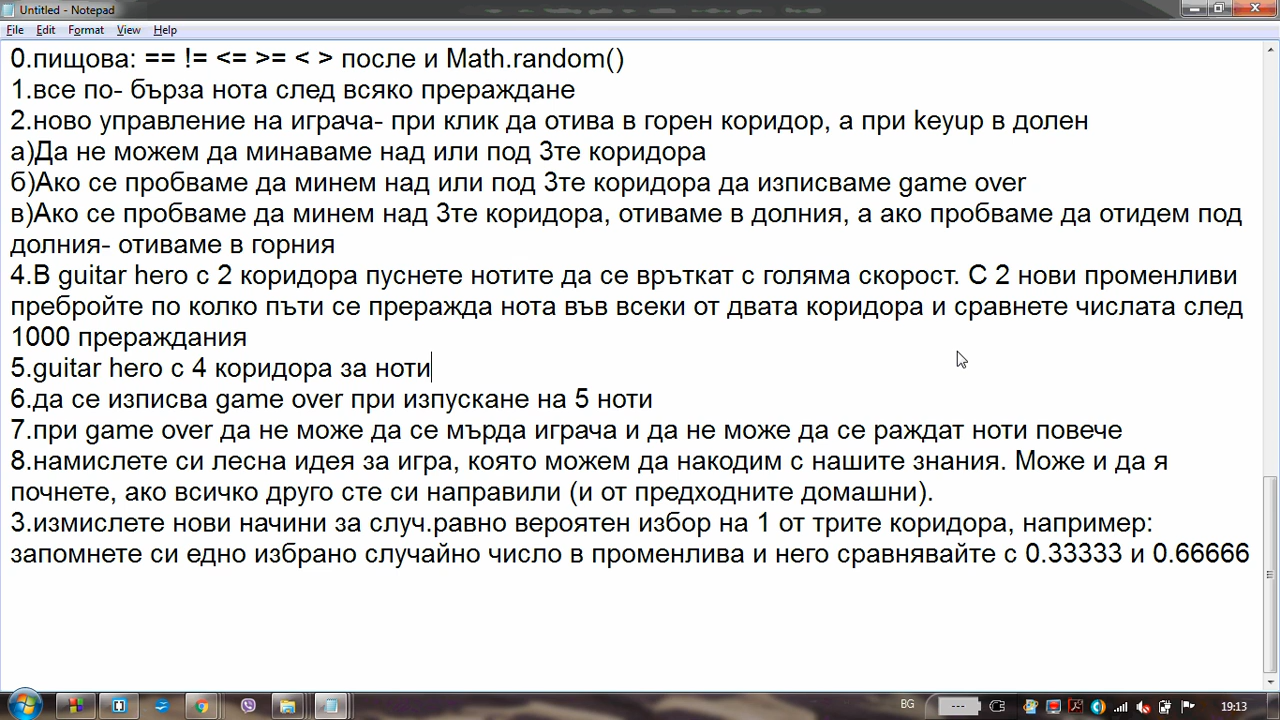 Untitled - Notepad
File Edit Format View Help
0.пищова: == != <= >= < > после и Math.random()
1.все по- бърза нота след всяко прераждане
2.ново управление на играча- при клик да отива в горен коридор, а при keyup в долен
а)Да не можем да минаваме над или под 3те коридора
б)Ако се пробваме да минем над или под 3те коридора да изписваме game over
в)Ако се пробваме да минем над 3те коридора, отиваме в долния, а ако пробваме да отидем под
долния- отиваме в горния
4.В guitar hero с 2 коридора пуснете нотите да се връткат с голяма скорост. С 2 нови променливи
пребройте по колко пъти се преражда нота във всеки от двата коридора и сравнете числата след
1000 прераждания
5.guitar hero с 4 коридора за ноти
6.да се изписва game over при изпускане на 5 ноти
7.при game over да не може да се мърда играча и да не може да се раждат ноти повече
8.намислете си лесна идея за игра, която можем да накодим с нашите знания. Може и да я
почнете, ако всичко друго сте си направили (и от предходните домашни).
3.измислете нови начини за случ.равно вероятен избор на 1 от трите коридора, например:
запомнете си едно избрано случайно число в променлива и него сравнявайте с 0.33333 и 0.66666
BG
19:13